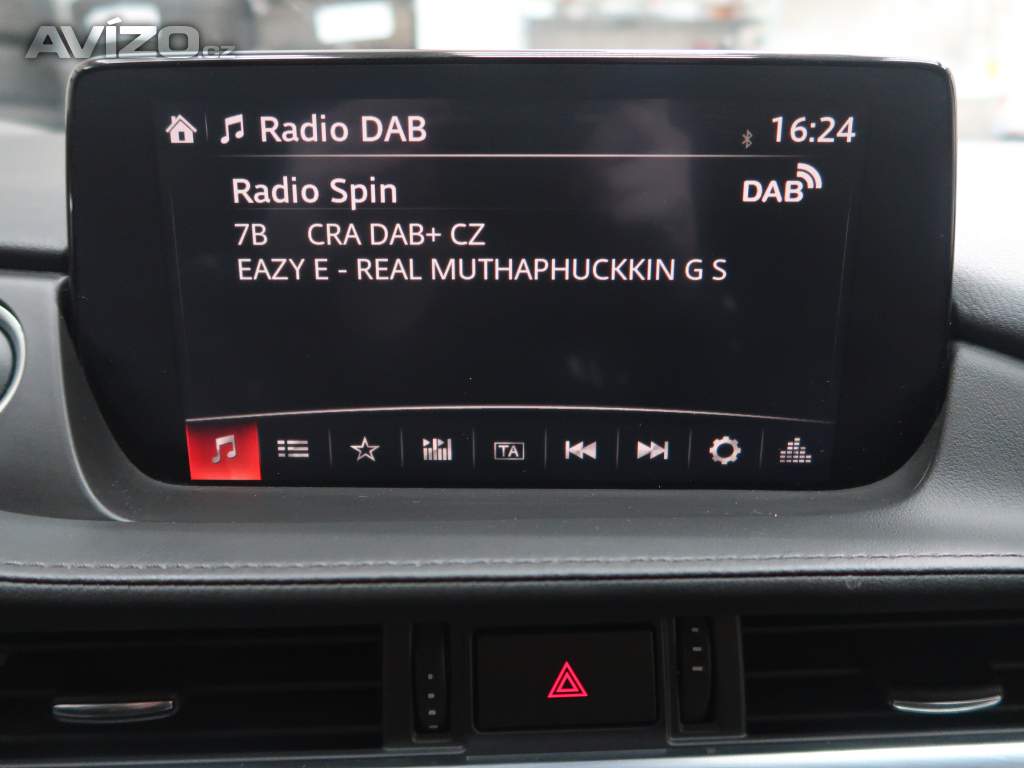 AVÍZO.cz
Radio DAB 16:24
Radio Spin DAB
7B CRA DAB+ CZ
EAZY E - REAL MUTHAPHUCKKIN G S
TA